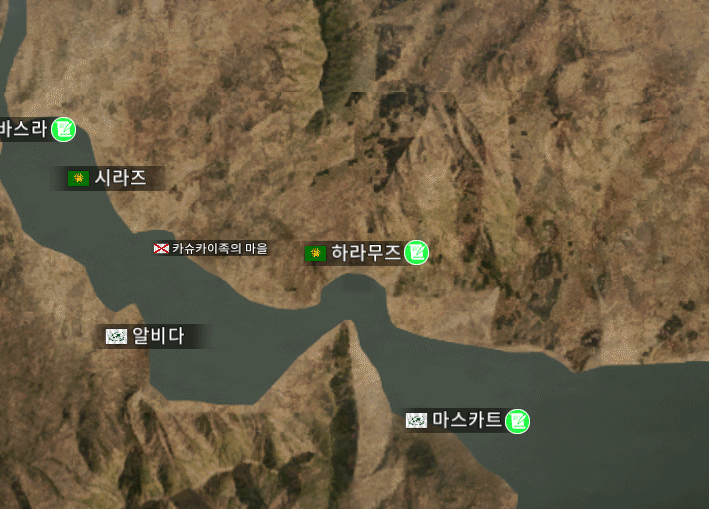 바스라
시라즈
카슈카이족의 마을
하라무즈
알비다
마스카트